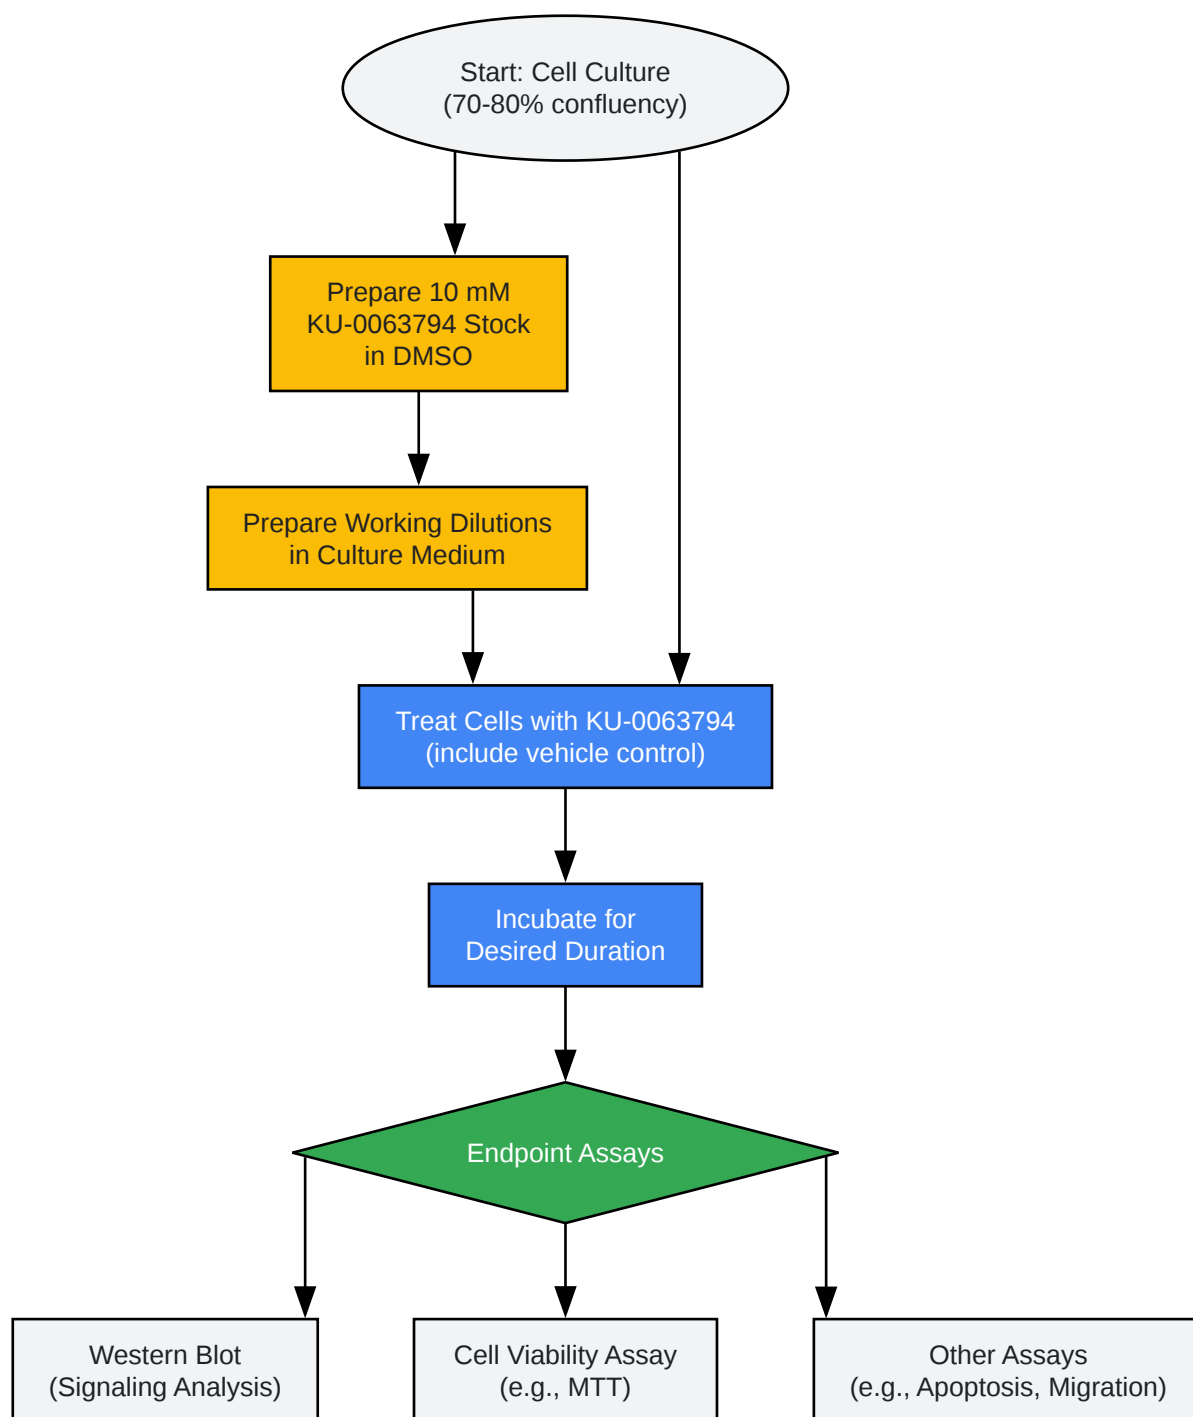 Start: Cell Culture
(70-80% confluency)
Prepare 10 mM
KU-0063794 Stock
in DMSO
Prepare Working Dilutions
in Culture Medium
Treat Cells with KU-0063794
(include vehicle control)
Incubate for
Desired Duration
Endpoint Assays
Western Blot
(Signaling Analysis)
Cell Viability Assay
(e.g., MTT)
Other Assays
(e.g., Apoptosis, Migration)